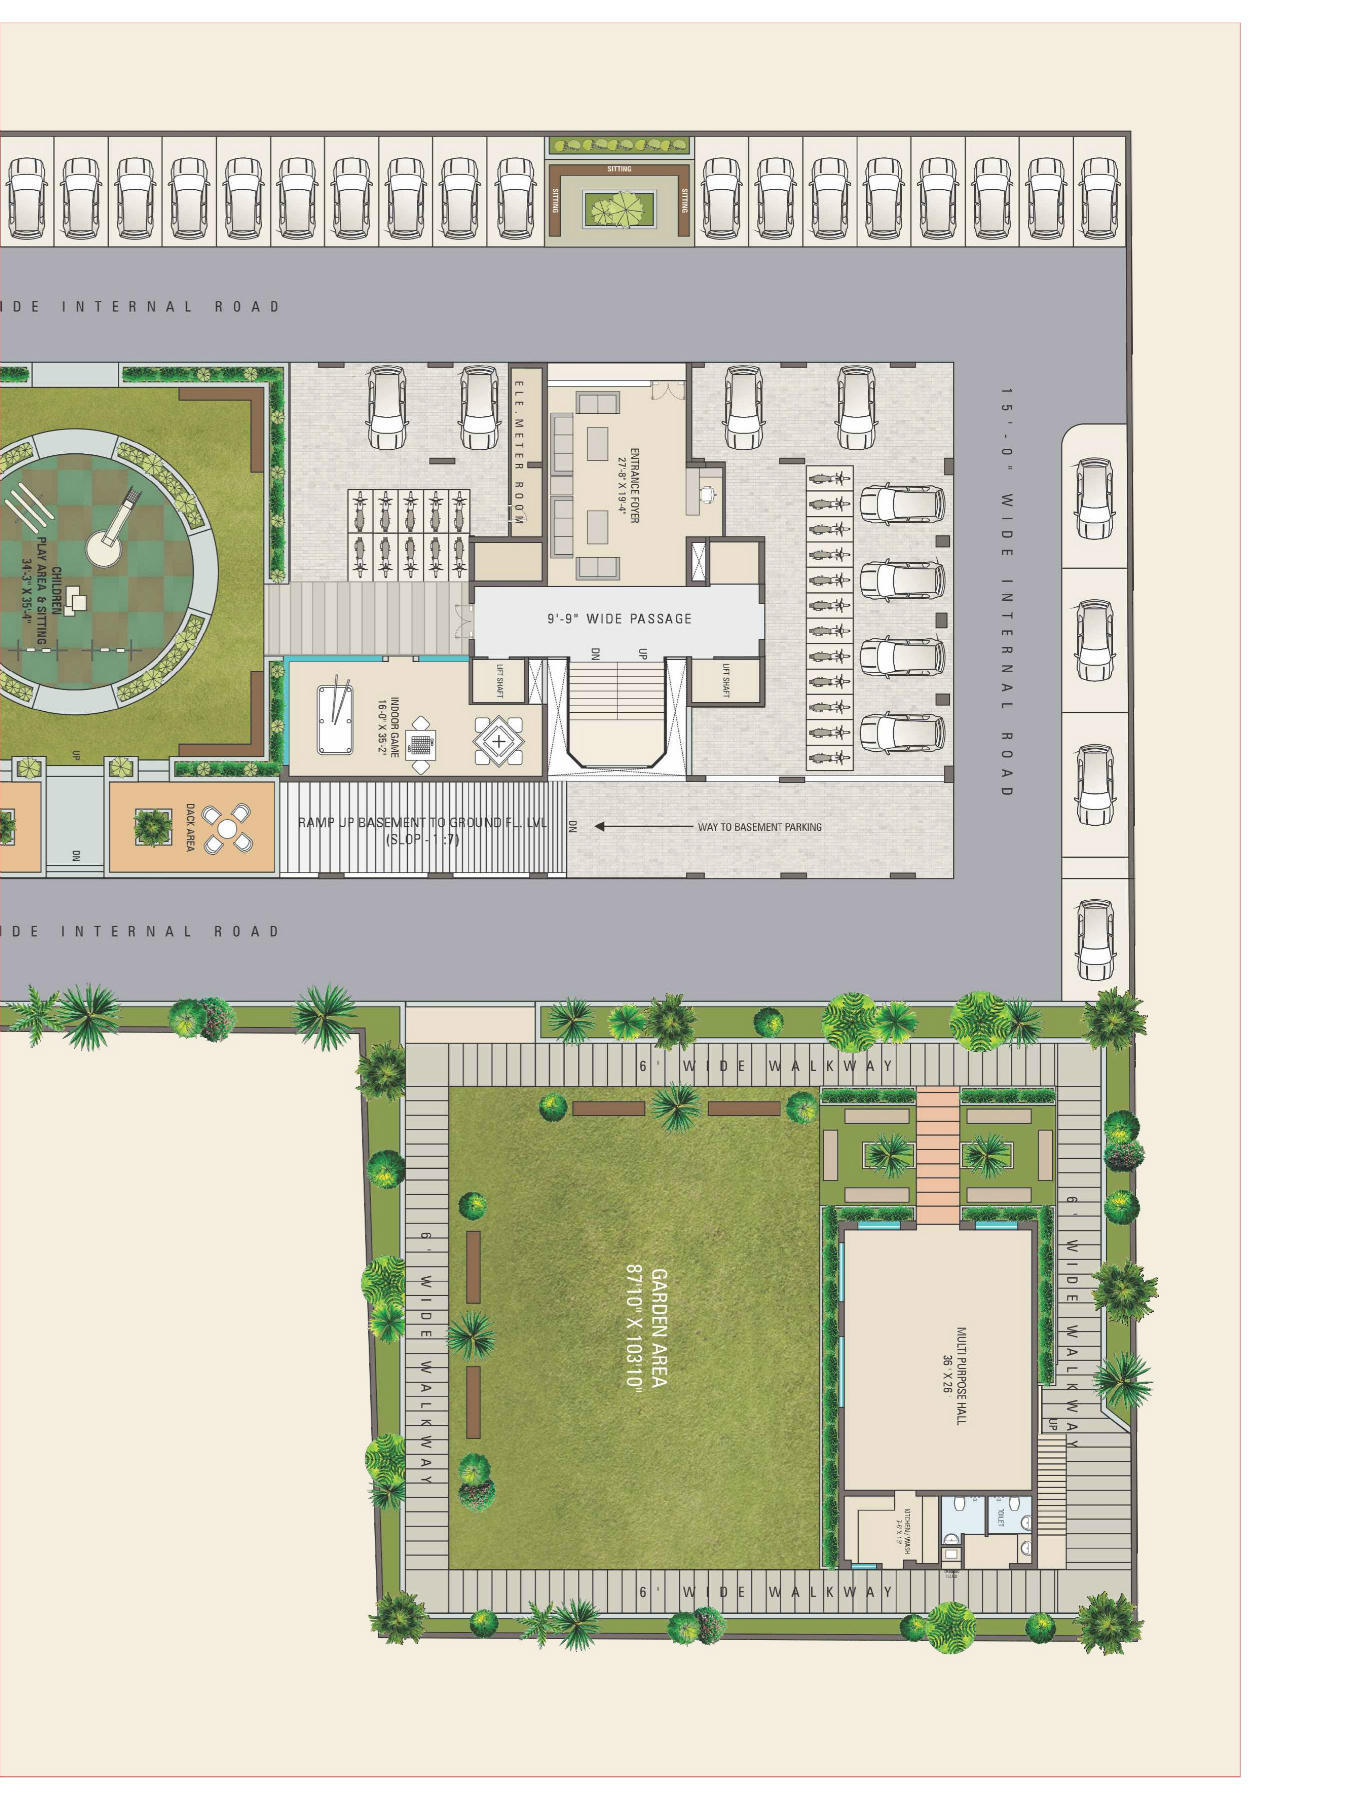 SITTING
SITTING
SITTING
IDE INTERNAL ROAD
15'-0" WIDE INTERNAL ROAD
ELE.METER ROOM
ENTRANCE FOYER
27'-8" X 19'-4"
CHILDREN
PLAY AREA & SITTING
34'-3" X 35'-4"
9'-9" WIDE PASSAGE
DN
UP
LIFT SHAFT
LIFT SHAFT
INDOOR GAME
16'-0" X 35'-2"
UP
DACK AREA
DN
RAMP UP BASEMENT TO GROUND FL. LVL
(SLOP - 1:7)
DN
WAY TO BASEMENT PARKING
IDE INTERNAL ROAD
6' WIDE WALKWAY
6' WIDE WALKWAY
6' WIDE WALKWAY
GARDEN AREA
87'10" X 103'10"
MULTI PURPOSE HALL
36' X 26'
UP
KITCHEN / WASH
TOILET
6' WIDE WALKWAY